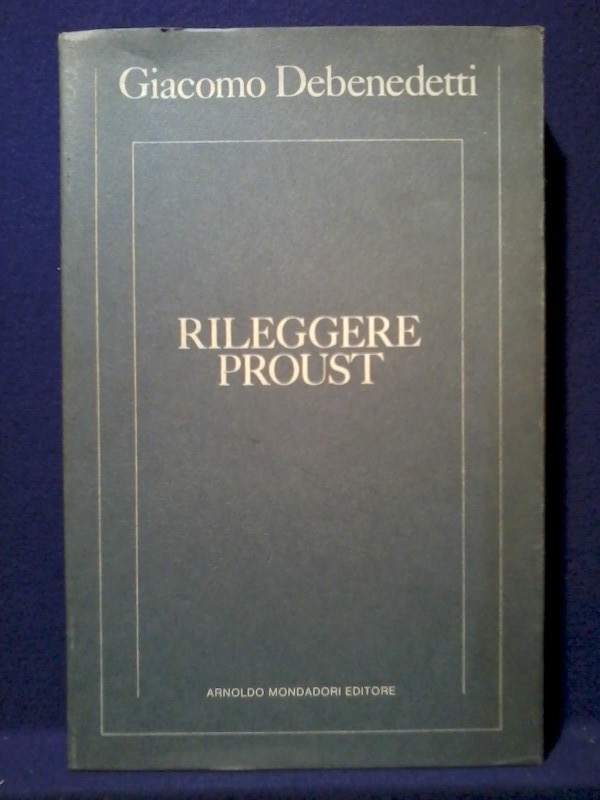 Giacomo Debenedetti
RILEGGERE
PROUST
ARNOLDO MONDADORI EDITORE